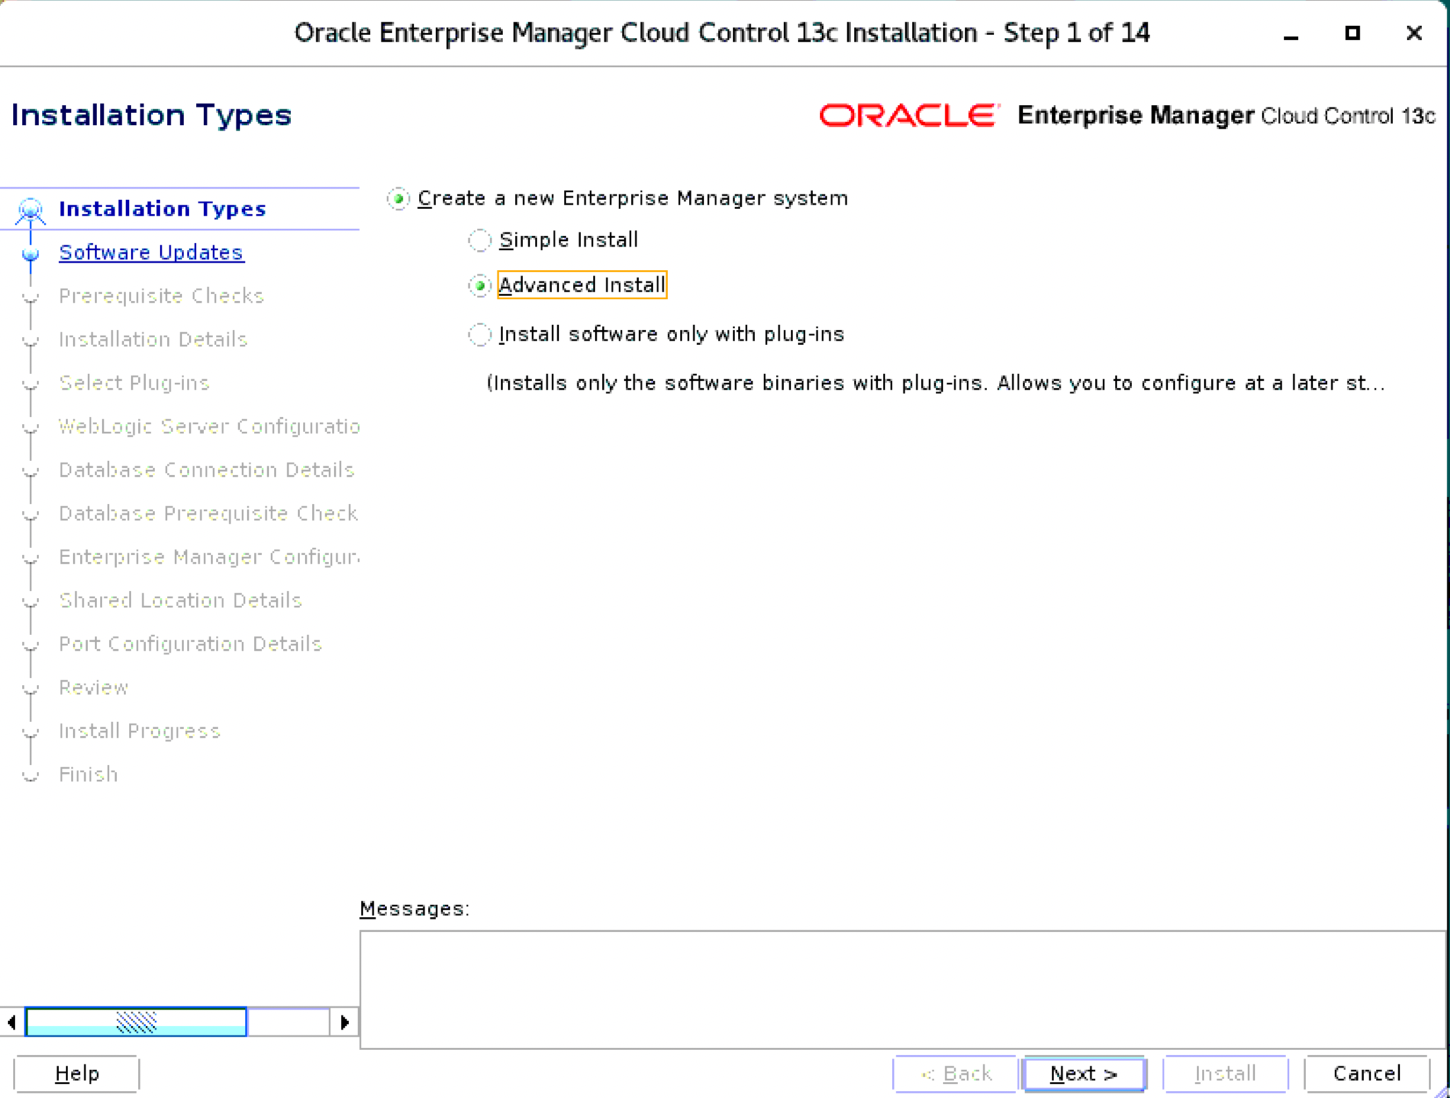 Oracle Enterprise Manager Cloud Control 13c Installation - Step 1 of 14
Installation Types
ORACLE Enterprise Manager Cloud Control 13c
Installation Types
Software Updates
Prerequisite Checks
Installation Details
Select Plug-ins
WebLogic Server Configuratio
Database Connection Details
Database Prerequisite Check
Enterprise Manager Configur
Shared Location Details
Port Configuration Details
Review
Install Progress
Finish
Create a new Enterprise Manager system
Simple Install
Advanced Install
Install software only with plug-ins
(Installs only the software binaries with plug-ins. Allows you to configure at a later st...
Messages:
Help
< Back
Next >
Install
Cancel